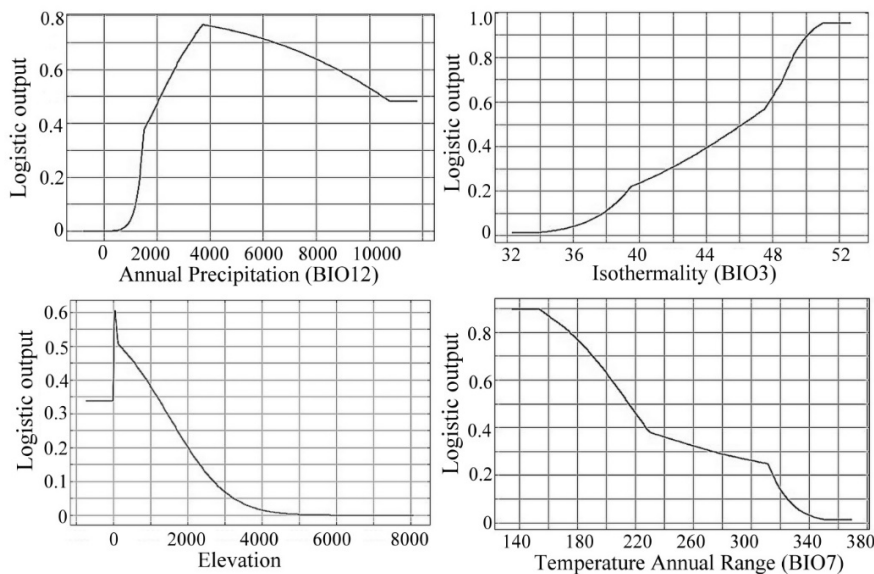 0.8
0.6
0.4
0.2
0
Logistic output
0 2000 4000 6000 8000 10000
Annual Precipitation (BIO12)
1.0
0.8
0.6
0.4
0.2
0
Logistic output
32 36 40 44 48 52
Isothermality (BIO3)
0.6
0.5
0.4
0.3
0.2
0.1
0
Logistic output
0 2000 4000 6000 8000
Elevation
0.8
0.6
0.4
0.2
0
Logistic output
140 180 220 260 300 340 380
Temperature Annual Range (BIO7)